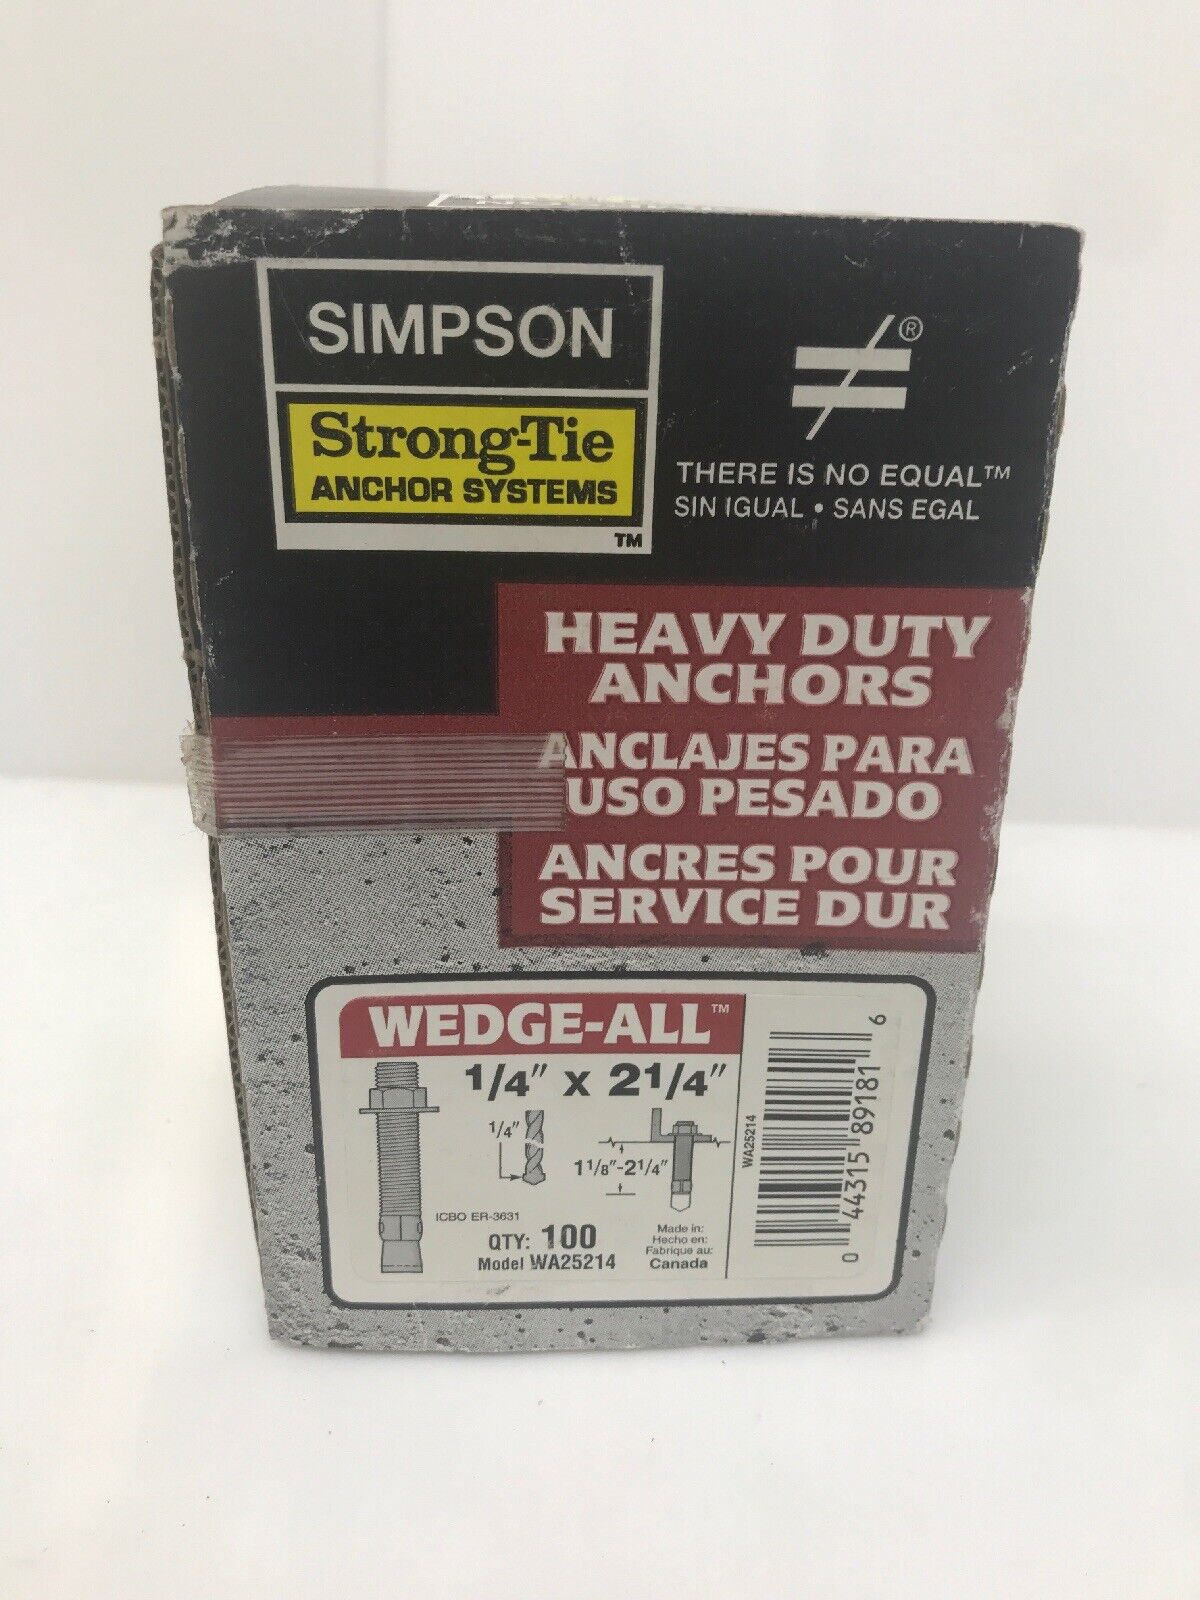 SIMPSON
Strong-Tie
ANCHOR SYSTEMS
TM
®
THERE IS NO EQUAL™
SIN IGUAL • SANS EGAL
HEAVY DUTY
ANCHORS
ANCLAJES PARA
USO PESADO
ANCRES POUR
SERVICE DUR
WEDGE-ALL™
1/4" x 2 1/4"
1/4"
1 1/8"-2 1/4"
ICBO ER-3631
QTY: 100
Model WA25214
Made in:
Hecho en:
Fabrique au:
Canada
WA25214
0 44315 89181 6